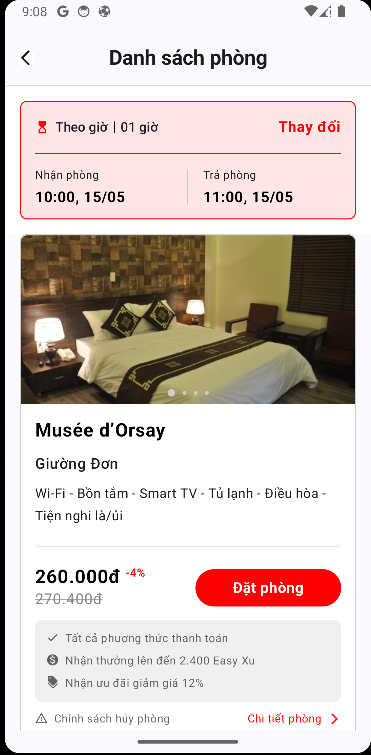 9:08
Danh sách phòng
Theo giờ | 01 giờ
Thay đổi
Nhận phòng
Trả phòng
10:00, 15/05
11:00, 15/05
Musée d’Orsay
Giường Đơn
Wi-Fi - Bồn tắm - Smart TV - Tủ lạnh - Điều hòa -
Tiện nghi là/ủi
260.000đ -4%
270.400đ
Đặt phòng
Tất cả phương thức thanh toán
Nhận thưởng lên đến 2.400 Easy Xu
Nhận ưu đãi giảm giá 12%
Chính sách hủy phòng
Chi tiết phòng